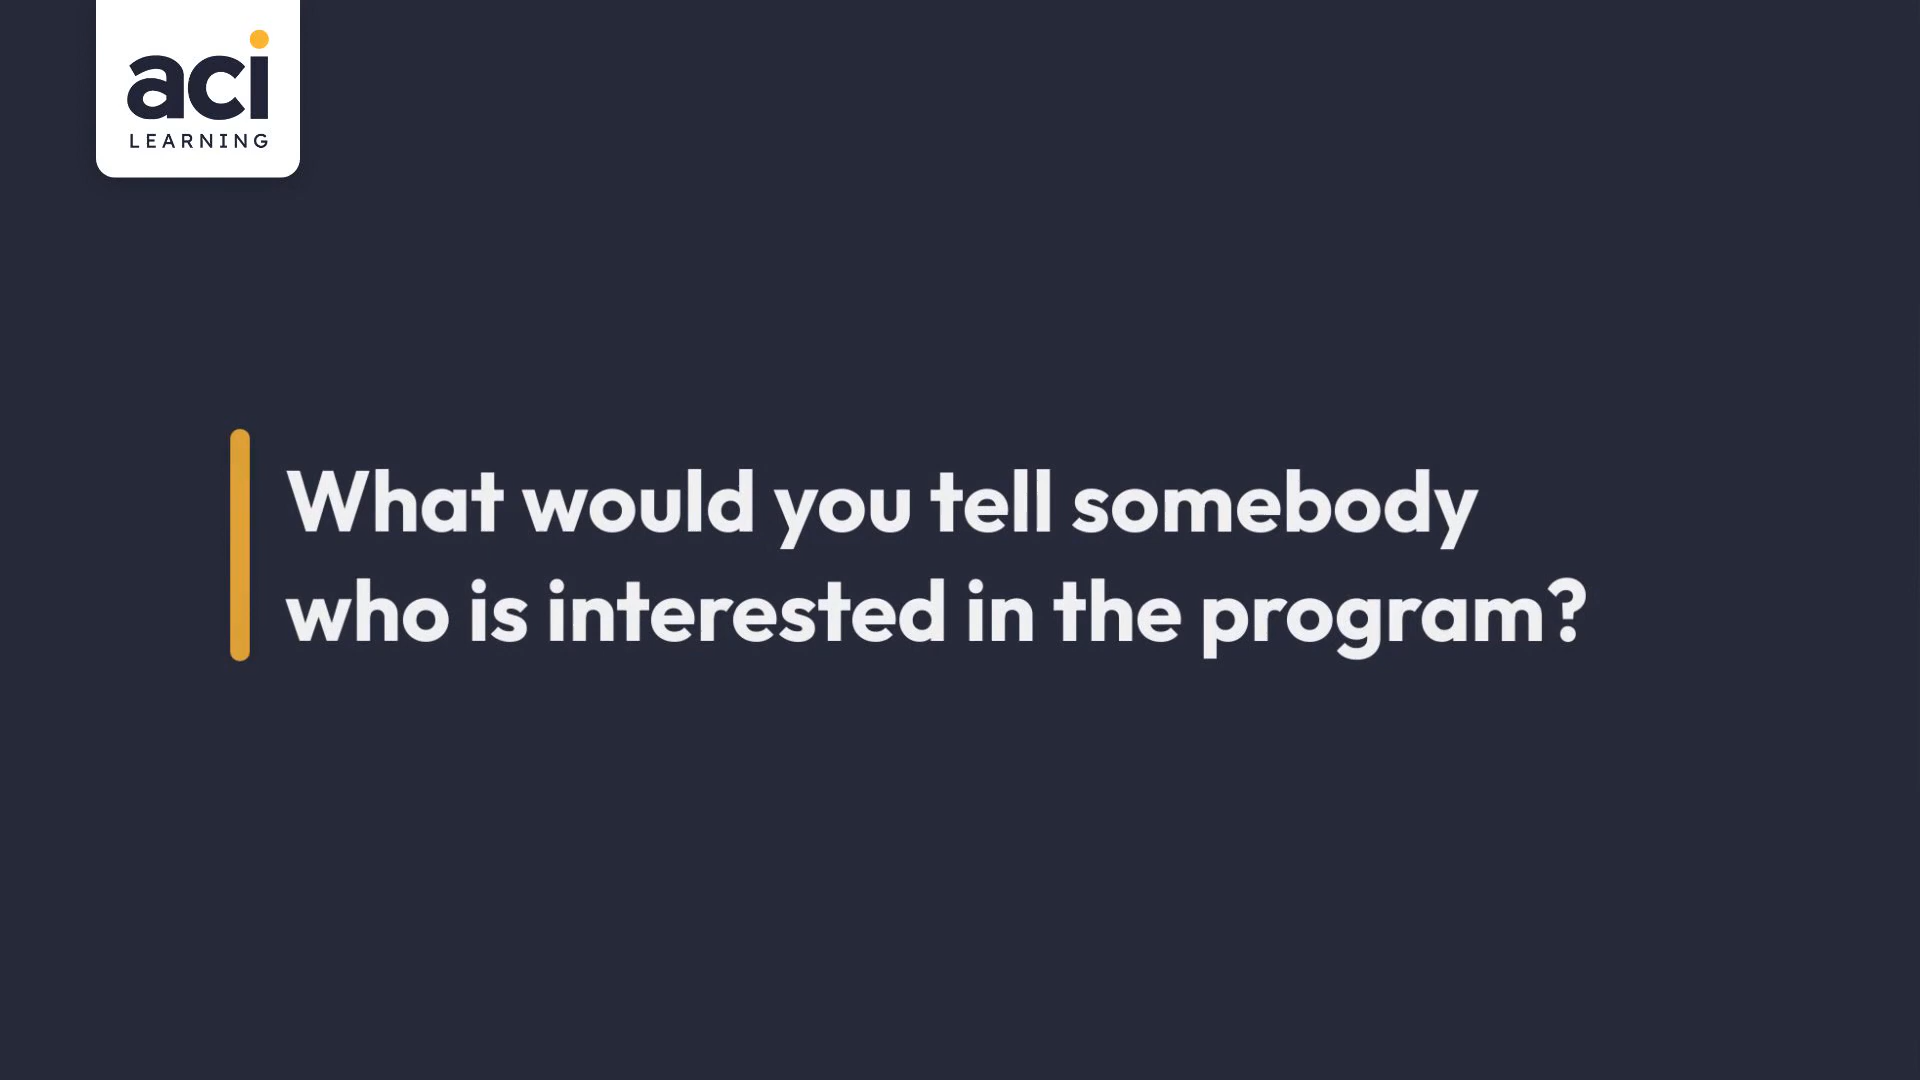 aci
LEARNING
What would you tell somebody
who is interested in the program?